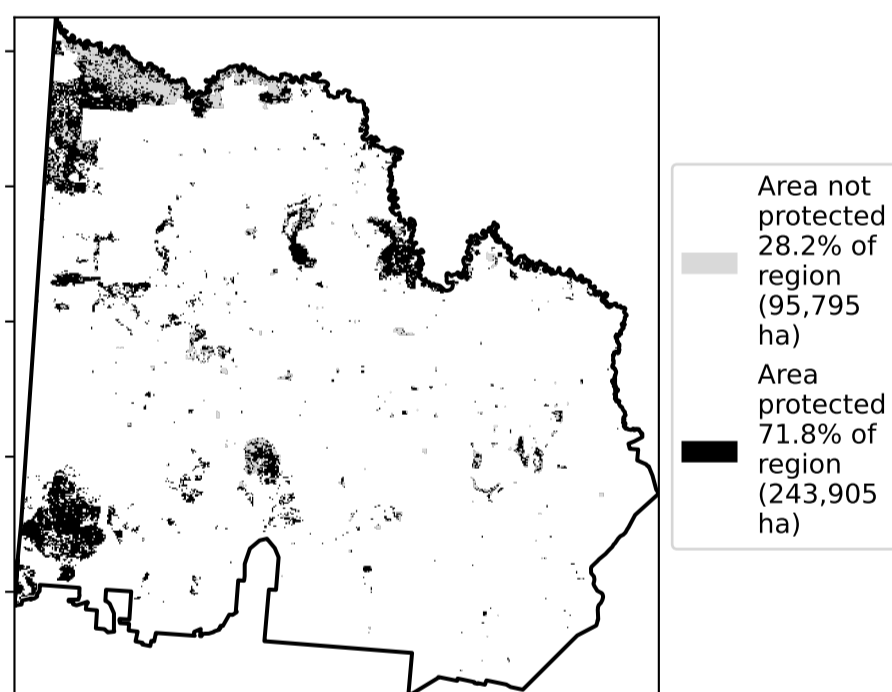 Area not
protected
28.2% of
region
(95,795
ha)
Area
protected
71.8% of
region
(243,905
ha)